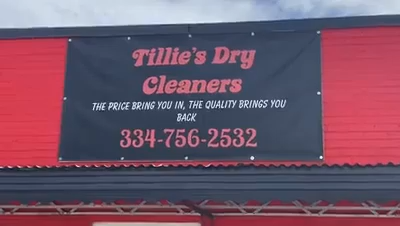 Tillie's Dry
Cleaners
THE PRICE BRING YOU IN, THE QUALITY BRINGS YOU
BACK
334-756-2532